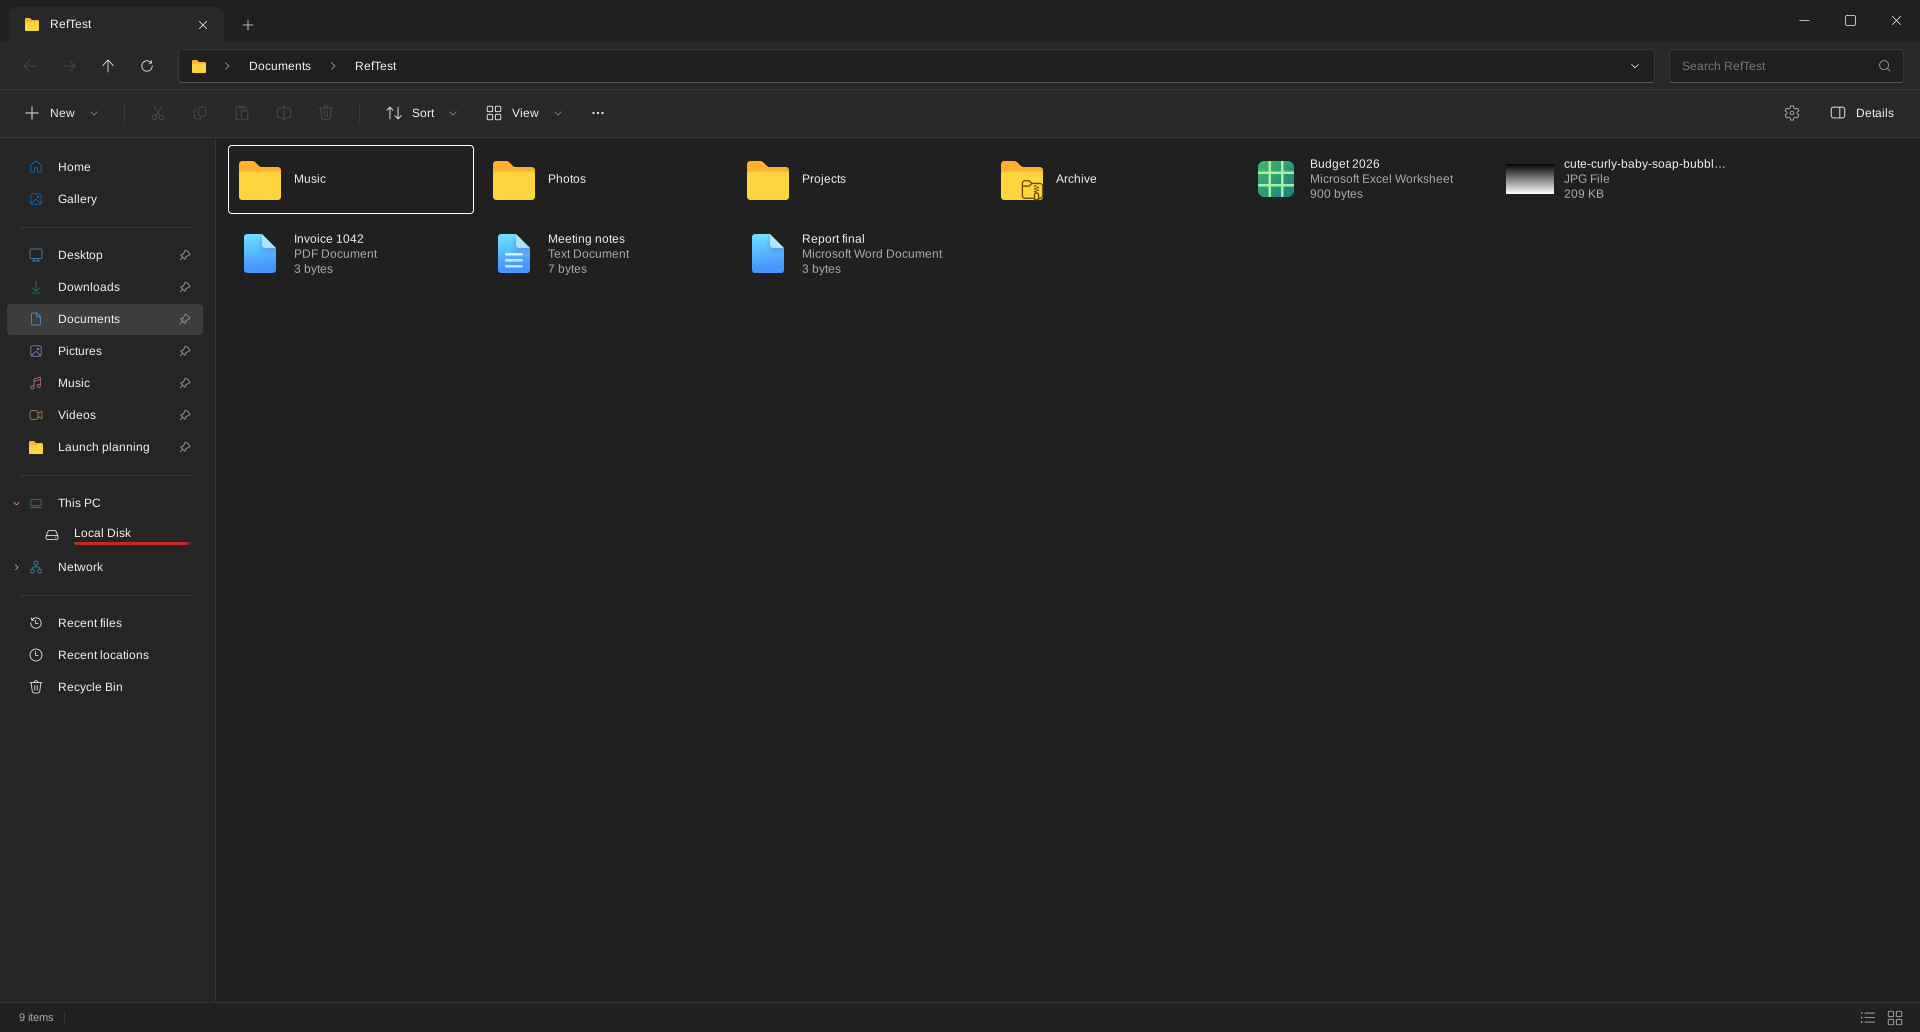 RefTest
Documents
RefTest
Search RefTest
New
Sort
View
Details
Home
Gallery
Desktop
Downloads
Documents
Pictures
Music
Videos
Launch planning
This PC
Local Disk
Network
Recent files
Recent locations
Recycle Bin
Music
Photos
Projects
Archive
Budget 2026
Microsoft Excel Worksheet
900 bytes
cute-curly-baby-soap-bubbl...
JPG File
209 KB
Invoice 1042
PDF Document
3 bytes
Meeting notes
Text Document
7 bytes
Report final
Microsoft Word Document
3 bytes
9 items